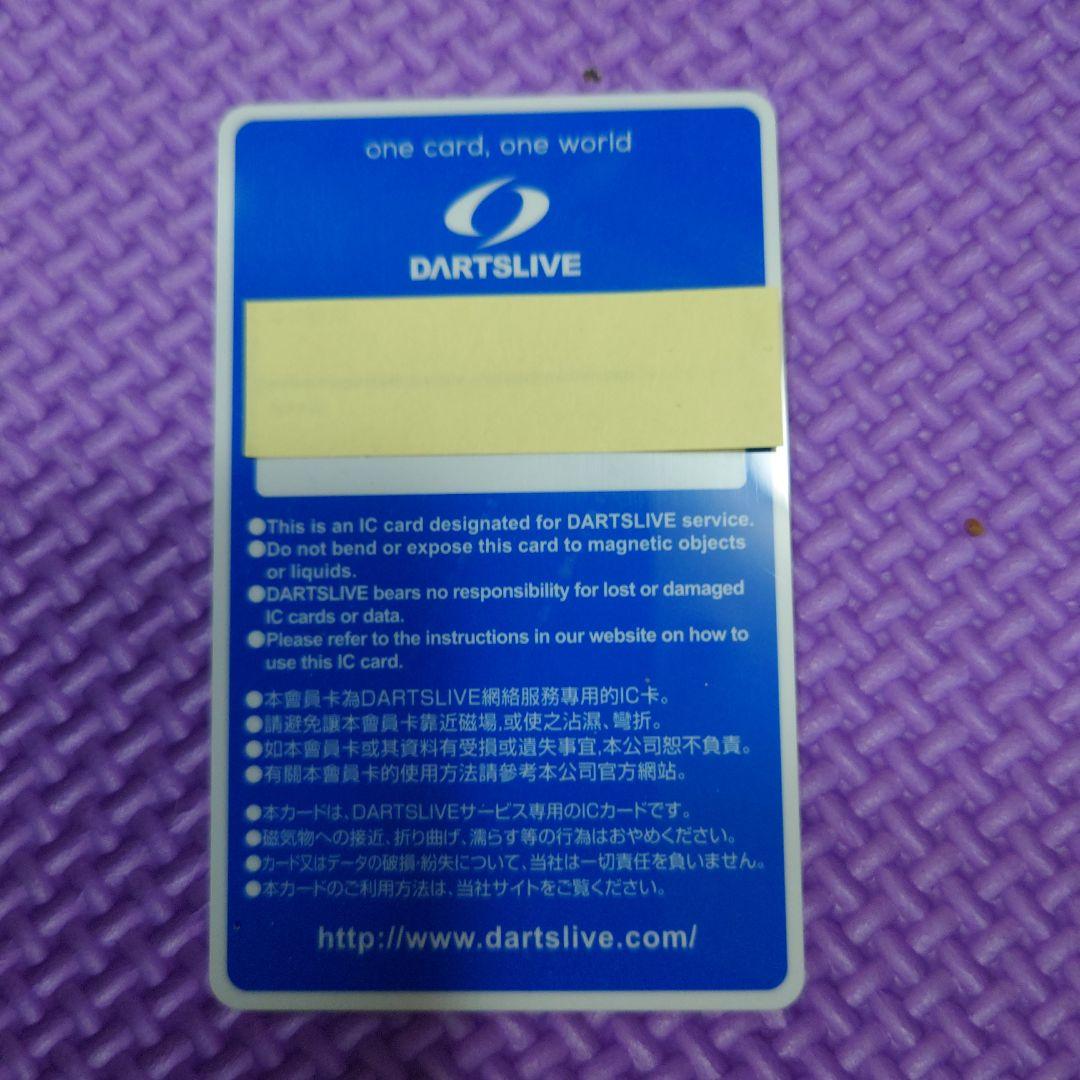 one card, one world
DARTSLIVE
●This is an IC card designated for DARTSLIVE service.
●Do not bend or expose this card to magnetic objects
or liquids.
●DARTSLIVE bears no responsibility for lost or damaged
IC cards or data.
●Please refer to the instructions in our website on how to
use this IC card.
●本會員卡為DARTSLIVE網絡服務專用的IC卡。
●請避免讓本會員卡靠近磁場,或使之沾濕、彎折。
●如本會員卡或其資料有受損或遺失事宜,本公司恕不負責。
●有關本會員卡的使用方法請參考本公司官方網站。
●本カードは、DARTSLIVEサービス専用のICカードです。
●磁気物への接近、折り曲げ、濡らす等の行為はおやめください。
●カード又はデータの破損·紛失について、当社は一切責任を負いません。
●本カードのご利用方法は、当社サイトをご覧ください。
http://www.dartslive.com/